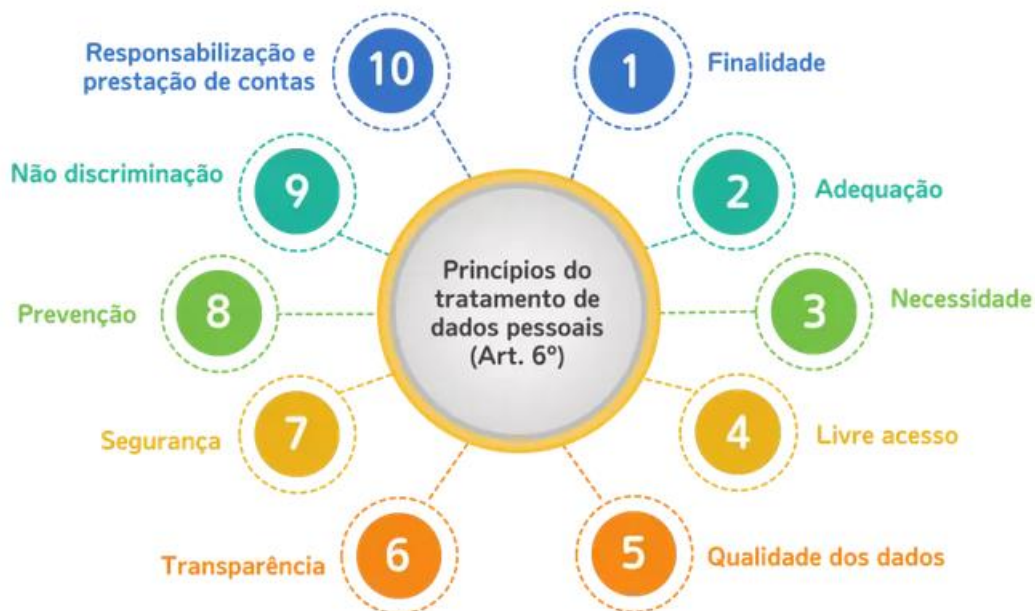 Princípios do
tratamento de
dados pessoais
(Art. 6º)
1
Finalidade
2
Adequação
3
Necessidade
4
Livre acesso
5
Qualidade dos dados
6
Transparência
7
Segurança
8
Prevenção
9
Não discriminação
10
Responsabilização e
prestação de contas